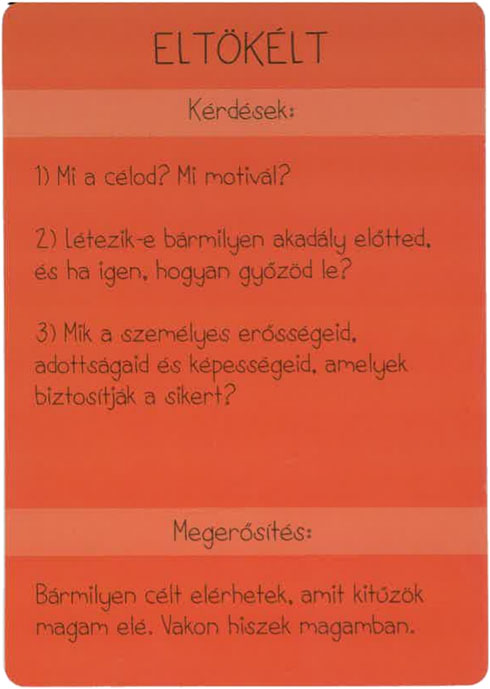 ELTÖKÉLT
Kérdések:
1) Mi a célod? Mi motivál?
2) Létezik-e bármilyen akadály előtted,
és ha igen, hogyan győzöd le?
3) Mik a személyes erősségeid,
adottságaid és képességeid, amelyek
biztosítják a sikert?
Megerősítés:
Bármilyen célt elérhetek, amit kitűzök
magam elé. Vakon hiszek magamban.